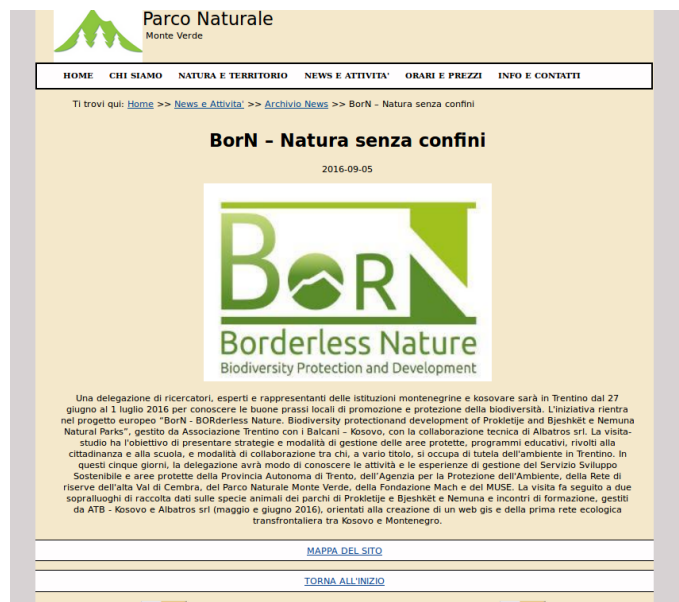 Parco Naturale
Monte Verde
HOME CHI SIAMO NATURA E TERRITORIO NEWS E ATTIVITA' ORARI E PREZZI INFO E CONTATTI
Ti trovi qui: Home >> News e Attivita' >> Archivio News >> BorN – Natura senza confini
BorN – Natura senza confini
2016-09-05
BORN
Borderless Nature
Biodiversity Protection and Development
Una delegazione di ricercatori, esperti e rappresentanti delle istituzioni montenegrine e kosovare sarà in Trentino dal 27
giugno al 1 luglio 2016 per conoscere le buone prassi locali di promozione e protezione della biodiversità. L'iniziativa rientra
nel progetto europeo “BorN - BORderless Nature. Biodiversity protectionand development of Prokletije and Bjeshkët e Nemuna
Natural Parks”, gestito da Associazione Trentino con i Balcani – Kosovo, con la collaborazione tecnica di Albatros srl. La visita-
studio ha l'obiettivo di presentare strategie e modalità di gestione delle aree protette, programmi educativi, rivolti alla
cittadinanza e alla scuola, e modalità di collaborazione tra chi, a vario titolo, si occupa di tutela dell'ambiente in Trentino. In
questi cinque giorni, la delegazione avrà modo di conoscere le attività e le esperienze di gestione del Servizio Sviluppo
Sostenibile e aree protette della Provincia Autonoma di Trento, dell’Agenzia per la Protezione dell'Ambiente, della Rete di
riserve dell'alta Val di Cembra, del Parco Naturale Monte Verde, della Fondazione Mach e del MUSE. La visita fa seguito a due
sopralluoghi di raccolta dati sulle specie animali dei parchi di Prokletije e Bjeshkët e Nemuna e incontri di formazione, gestiti
da ATB - Kosovo e Albatros srl (maggio e giugno 2016), orientati alla creazione di un web gis e della prima rete ecologica
transfrontaliera tra Kosovo e Montenegro.
MAPPA DEL SITO
TORNA ALL'INIZIO